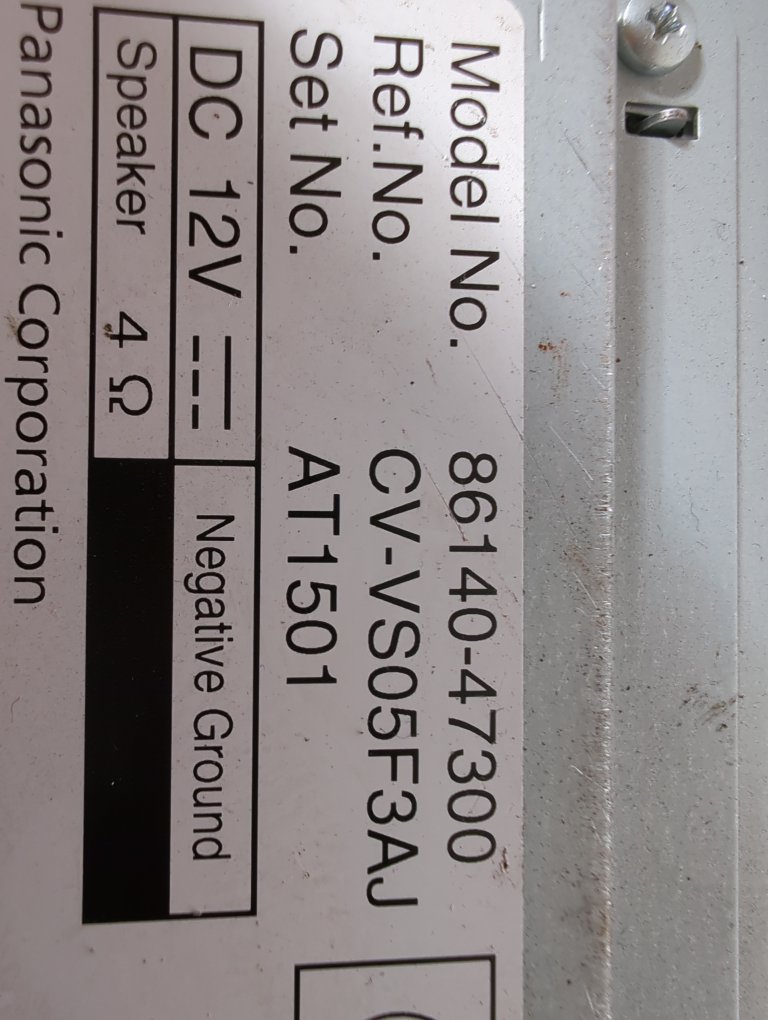 Model No. 86140-47300
Ref.No. CV-VS05F3AJ
Set No. AT1501
DC 12V Negative Ground
Speaker 4 Ω
Panasonic Corporation